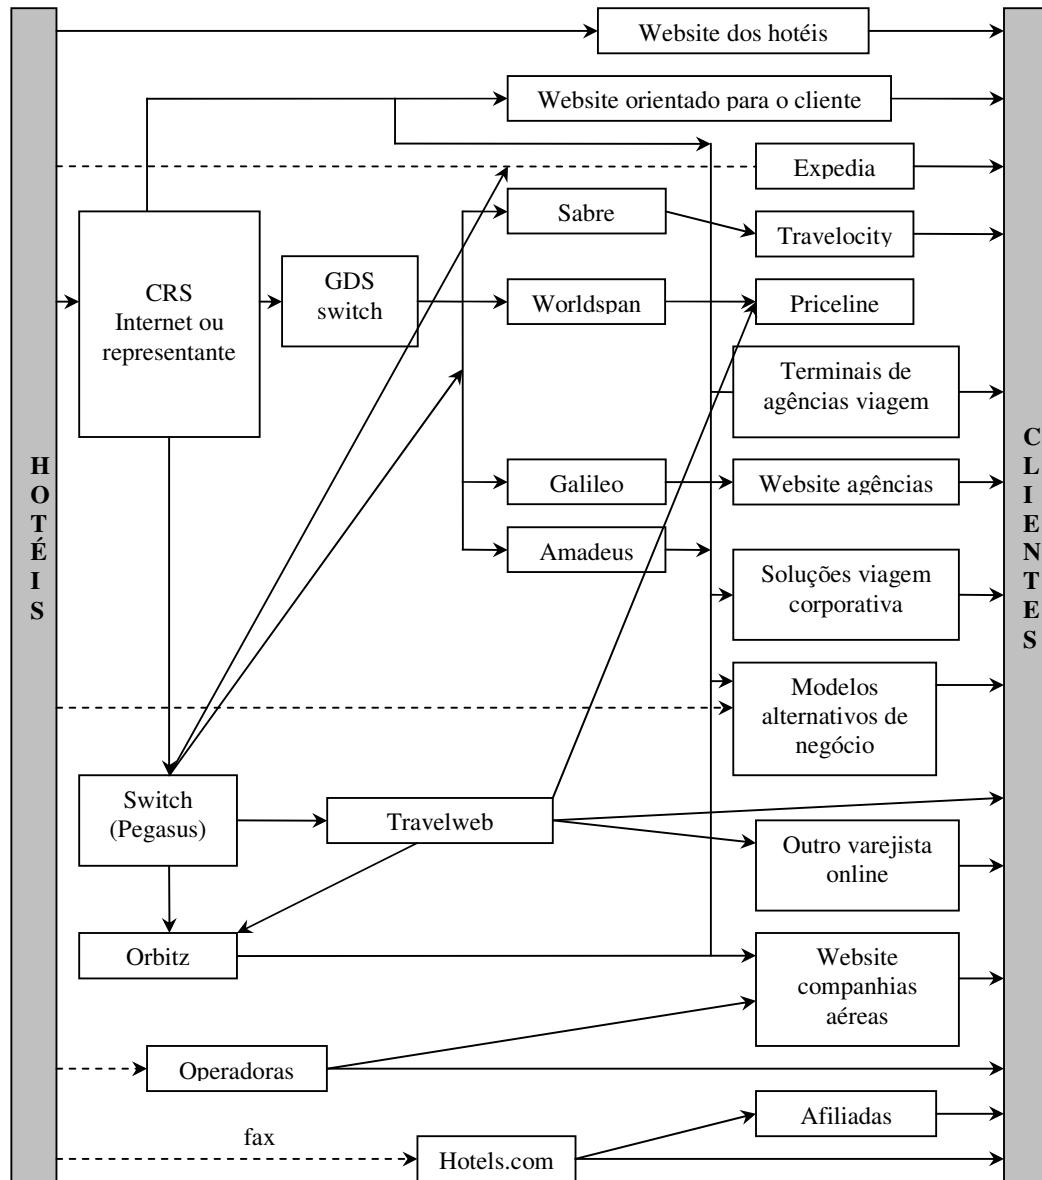 Website dos hotéis
Website orientado para o cliente
Expedia
Sabre
Travelocity
CRS
Internet ou
representante
GDS
switch
Worldspan
Priceline
Terminais de
agências viagem
HOTÉIS
CLIENTES
Galileo
Website agências
Amadeus
Soluções viagem
corporativa
Modelos
alternativos de
negócio
Switch
(Pegasus)
Travelweb
Outro varejista
online
Orbitz
Website
companhias
aéreas
Operadoras
Afiliadas
fax
Hotels.com